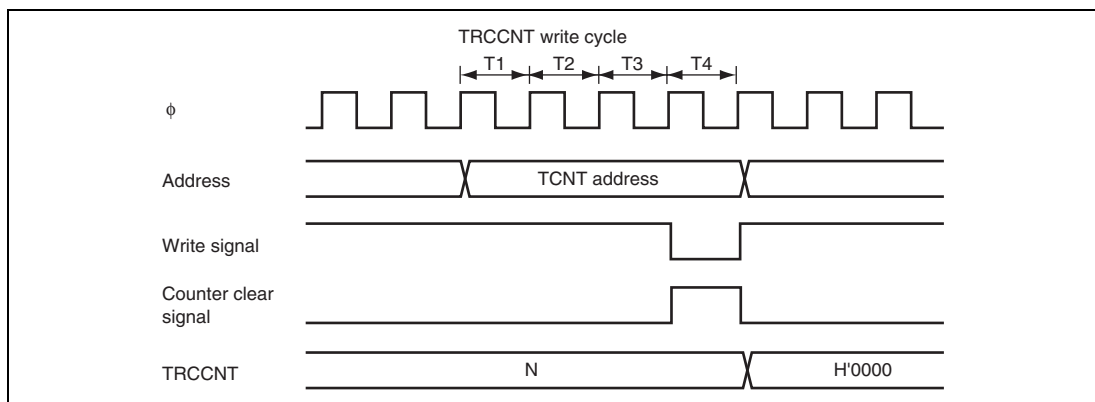 TRCCNT write cycle
T1 T2 T3 T4
ϕ
Address
TCNT address
Write signal
Counter clear
signal
TRCCNT
N
H'0000